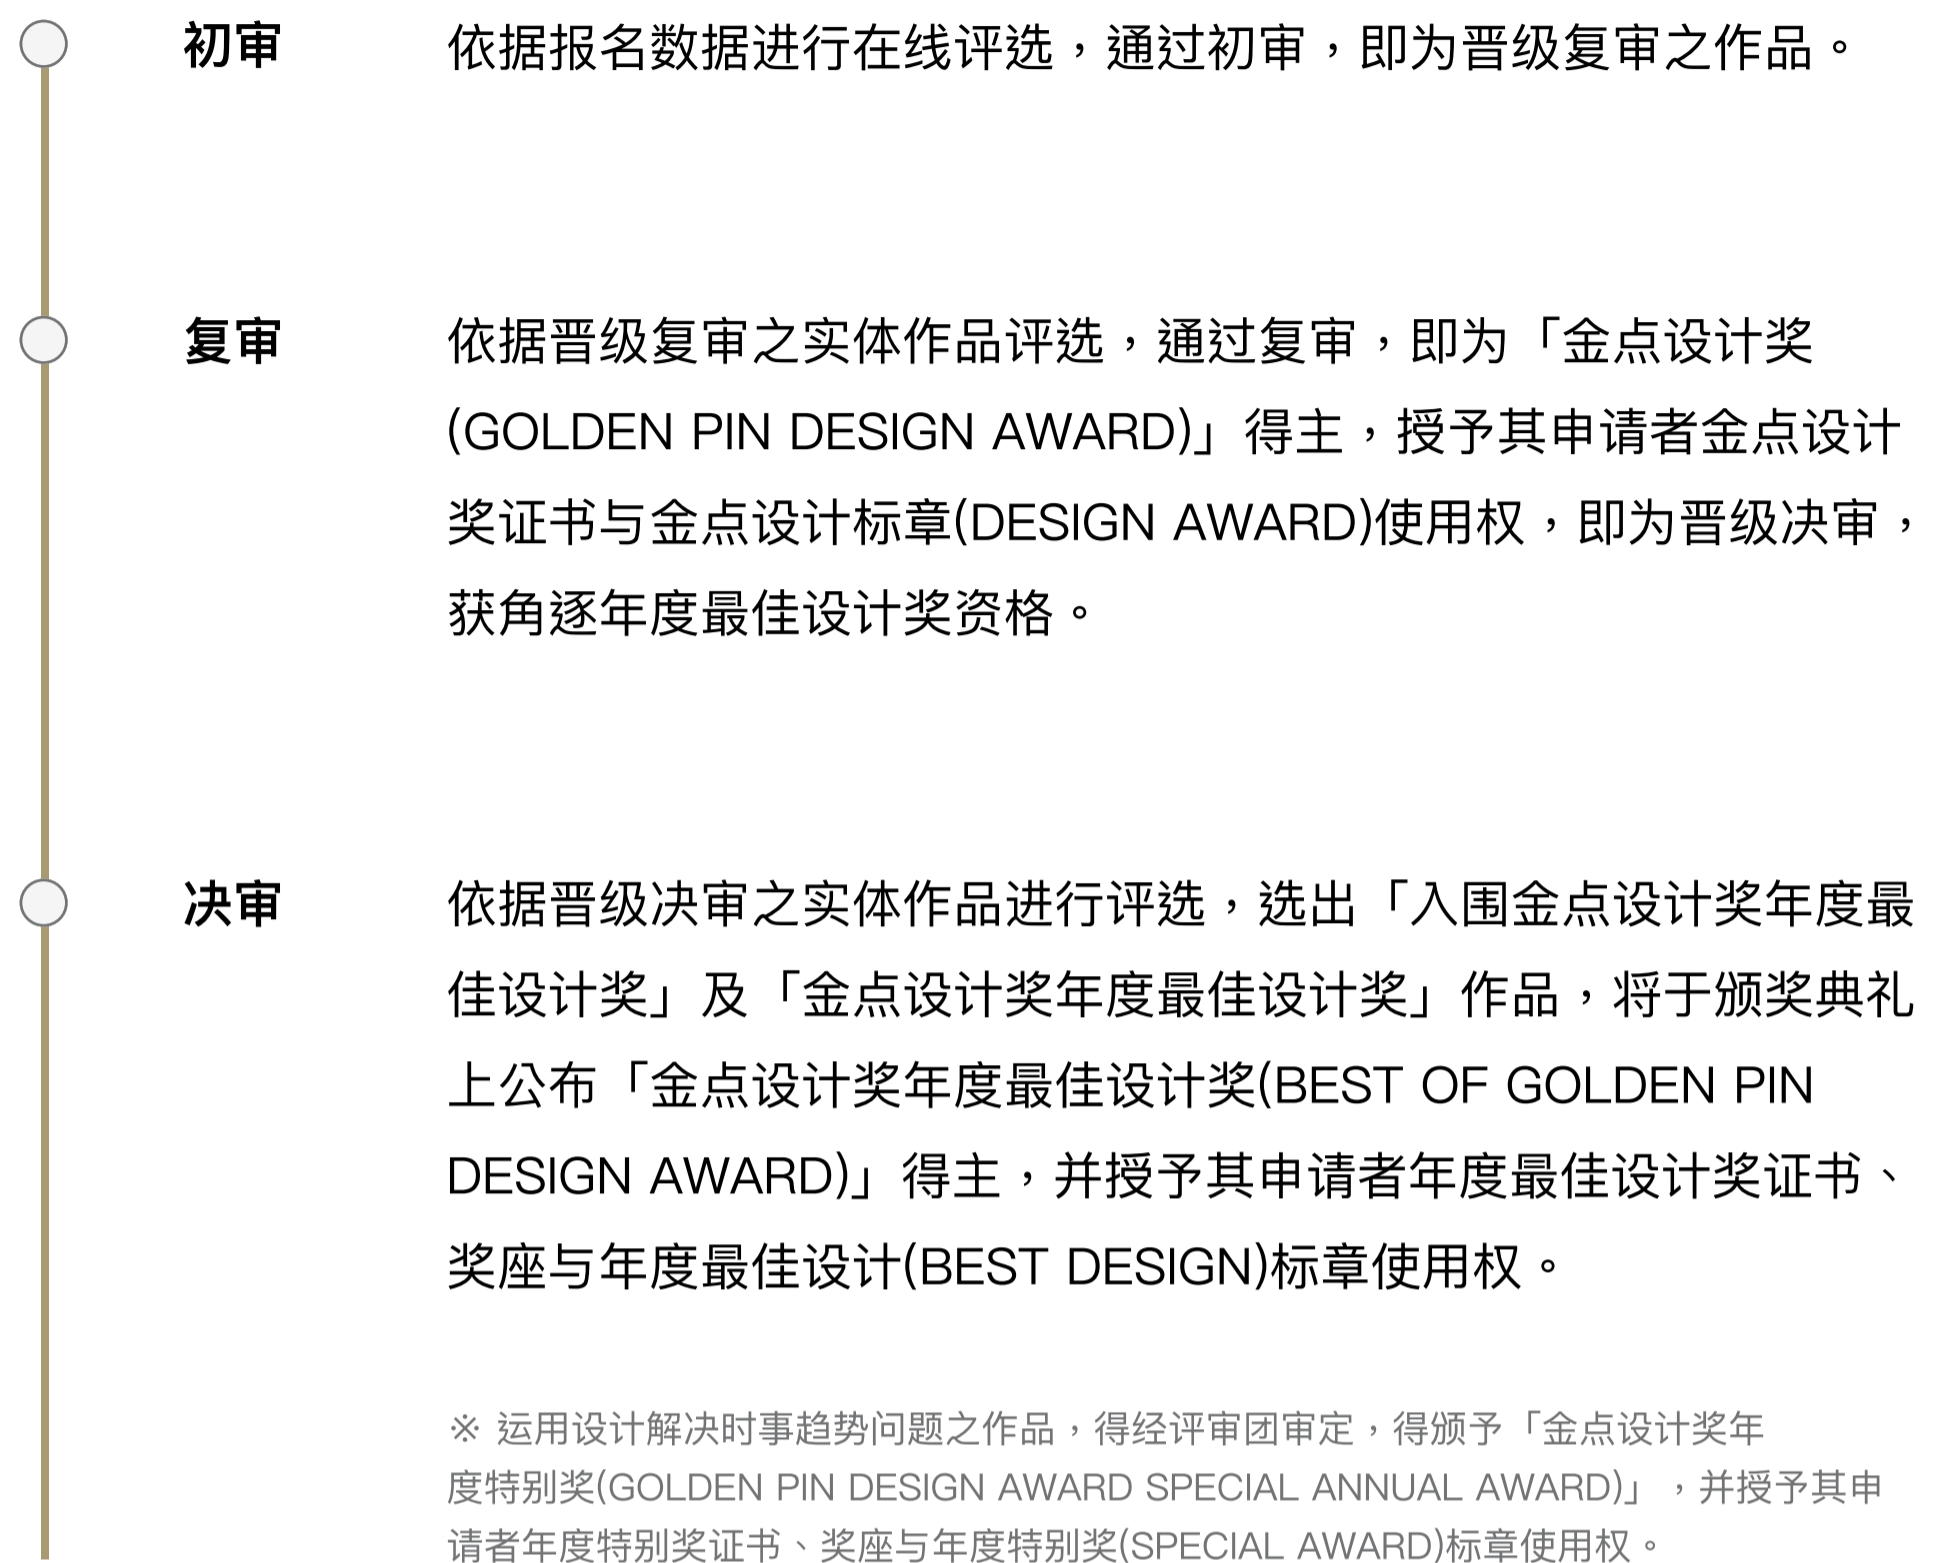 初审
依据报名数据进行在线评选，通过初审，即为晋级复审之作品。
复审
依据晋级复审之实体作品评选，通过复审，即为「金点设计奖
(GOLDEN PIN DESIGN AWARD)」得主，授予其申请者金点设计
奖证书与金点设计标章(DESIGN AWARD)使用权，即为晋级决审，
获角逐年度最佳设计奖资格。
决审
依据晋级决审之实体作品进行评选，选出「入围金点设计奖年度最
佳设计奖」及「金点设计奖年度最佳设计奖」作品，将于颁奖典礼
上公布「金点设计奖年度最佳设计奖(BEST OF GOLDEN PIN
DESIGN AWARD)」得主，并授予其申请者年度最佳设计奖证书、
奖座与年度最佳设计(BEST DESIGN)标章使用权。
※ 运用设计解决时事趋势问题之作品，得经评审团审定，得颁予「金点设计奖年
度特别奖(GOLDEN PIN DESIGN AWARD SPECIAL ANNUAL AWARD)」，并授予其申
请者年度特别奖证书、奖座与年度特别奖(SPECIAL AWARD)标章使用权。